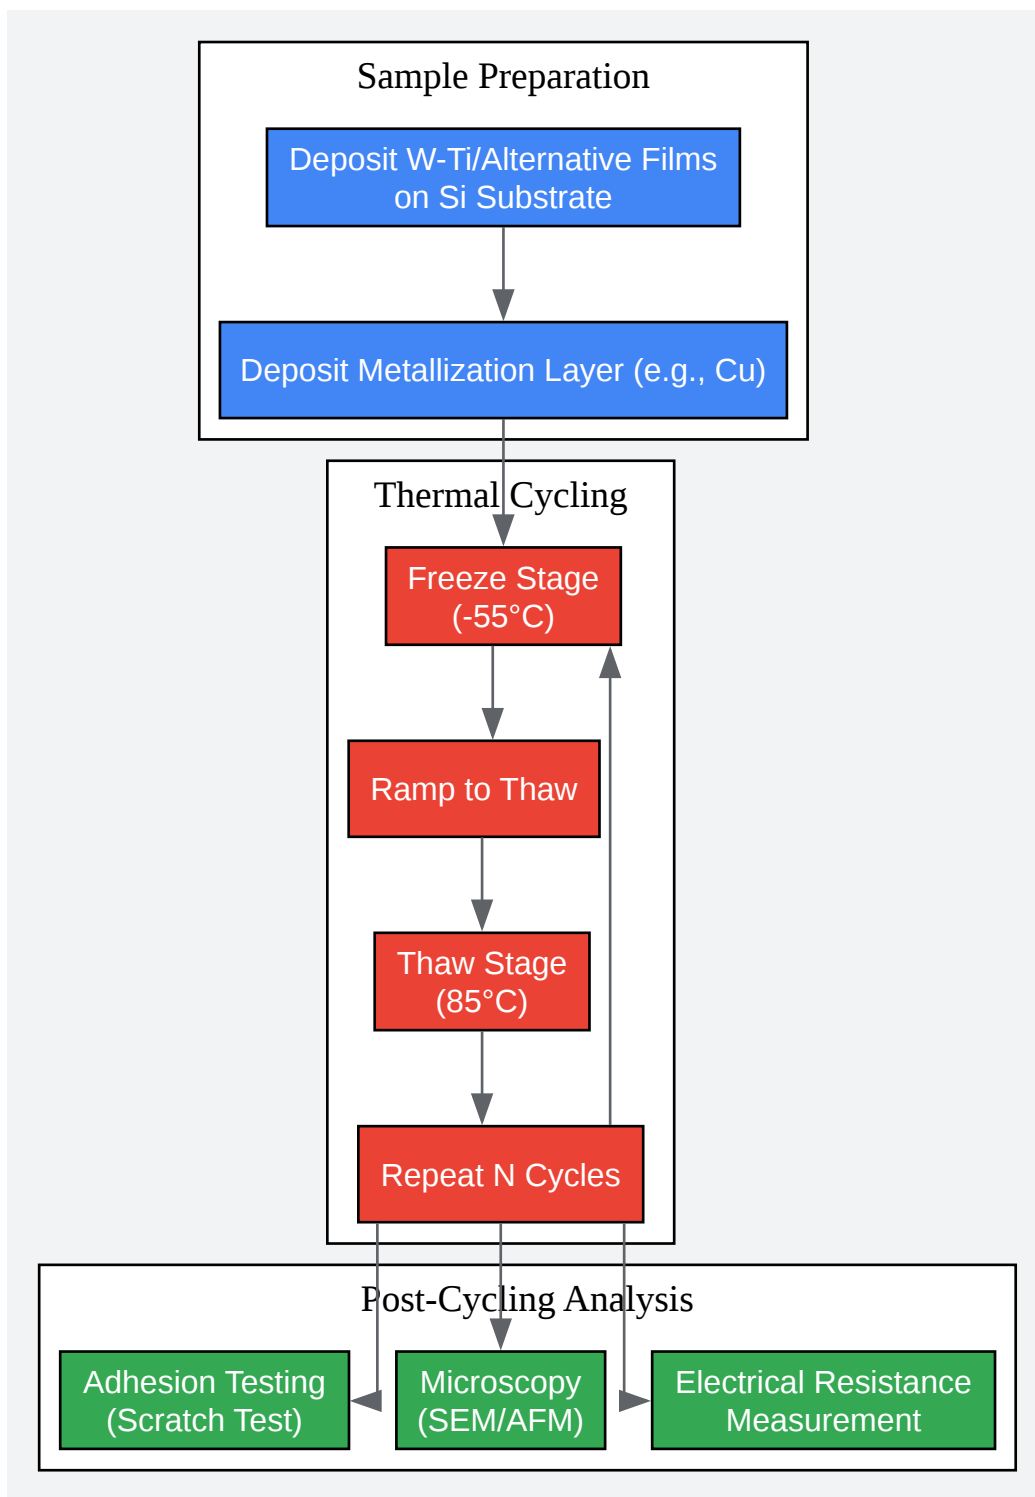 Sample Preparation
Deposit W-Ti/Alternative Films
on Si Substrate
Deposit Metallization Layer (e.g., Cu)
Thermal Cycling
Freeze Stage
(-55°C)
Ramp to Thaw
Thaw Stage
(85°C)
Repeat N Cycles
Post-Cycling Analysis
Adhesion Testing
(Scratch Test)
Microscopy
(SEM/AFM)
Electrical Resistance
Measurement